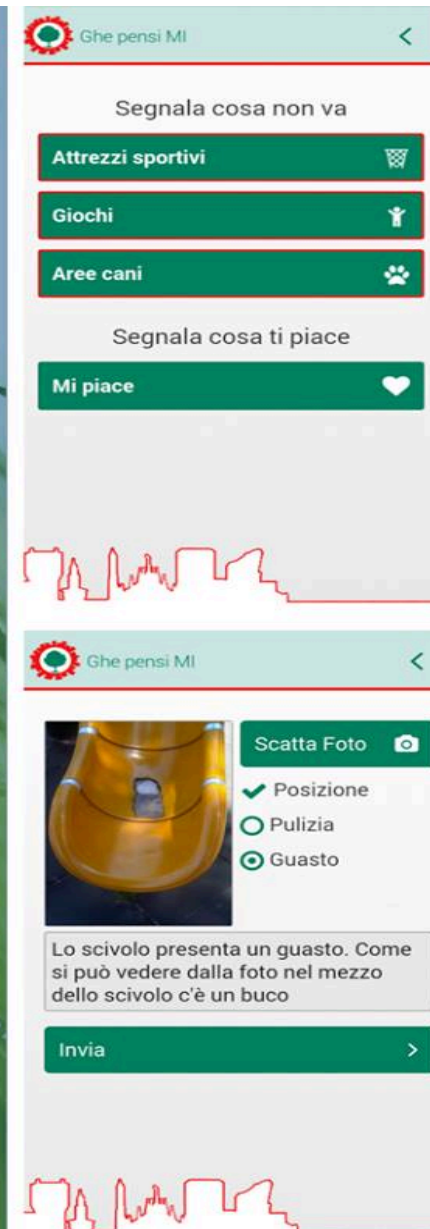 Ghe pensi MI
Segnala cosa non va
Attrezzi sportivi
Giochi
Aree cani
Segnala cosa ti piace
Mi piace
Ghe pensi MI
Scatta Foto
Posizione
Pulizia
Guasto
Lo scivolo presenta un guasto. Come
si può vedere dalla foto nel mezzo
dello scivolo c'è un buco
Invia